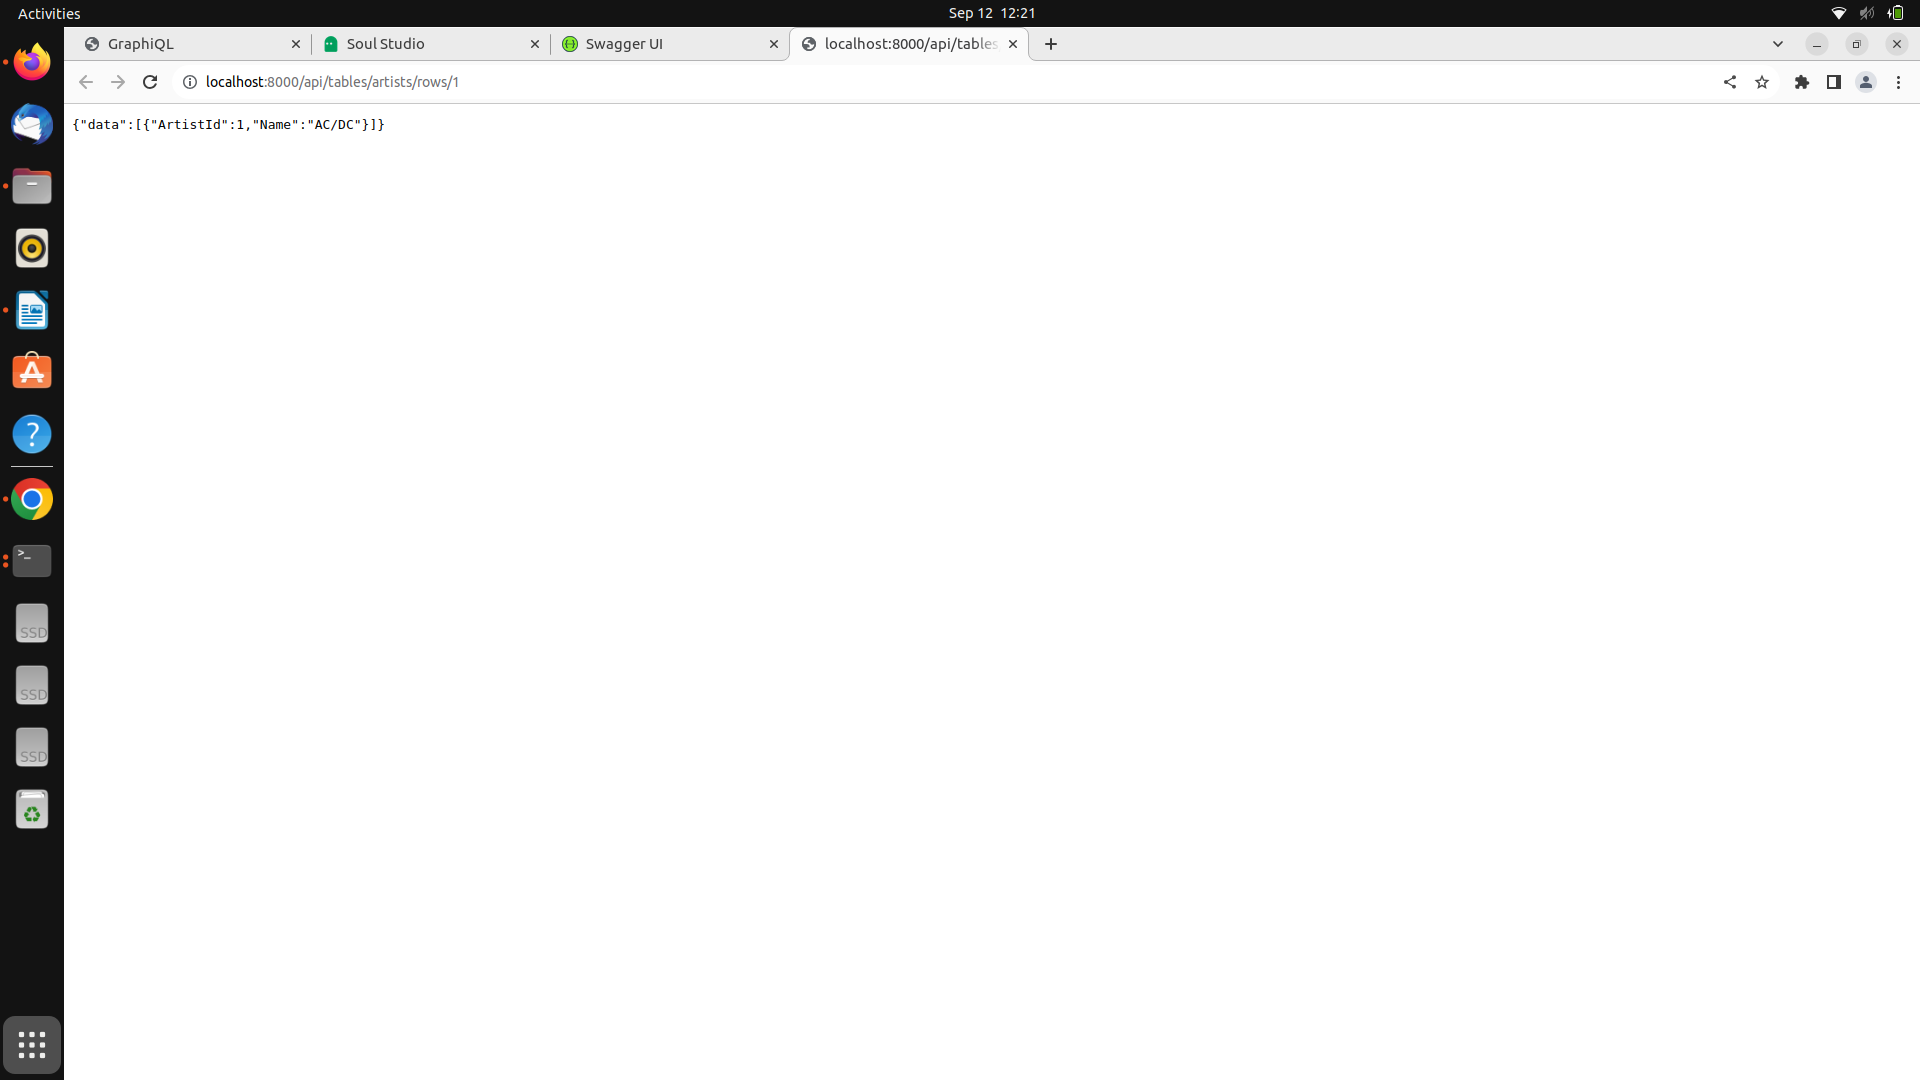 Activities
Sep 12 12:21
GraphiQL
Soul Studio
Swagger UI
localhost:8000/api/tables
localhost:8000/api/tables/artists/rows/1
{"data":[{"ArtistId":1,"Name":"AC/DC"}]}
?
>_
SSD
SSD
SSD